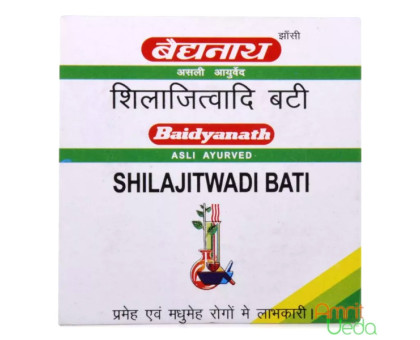 बैद्यनाथ
झाँसी
असली आयुर्वेद
शिलाजित्वादि बटी
Baidyanath
ASLI AYURVED
SHILAJITWADI BATI
प्रमेह एवं मधुमेह रोगों मे लाभकारी।
Amrit
Veda